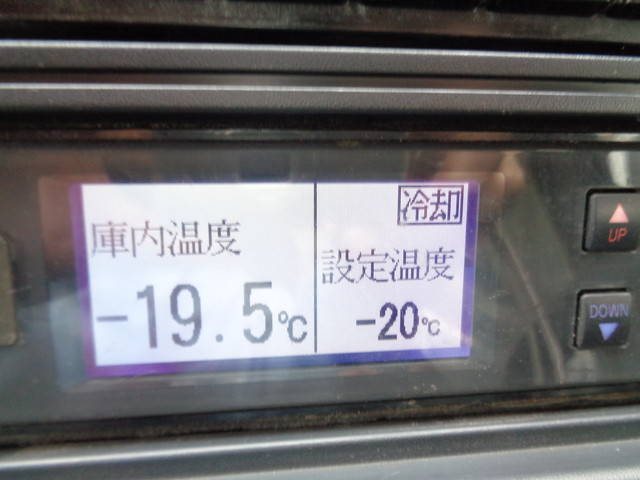 庫内温度
-19.5℃
冷却
設定温度
-20℃
UP
DOWN